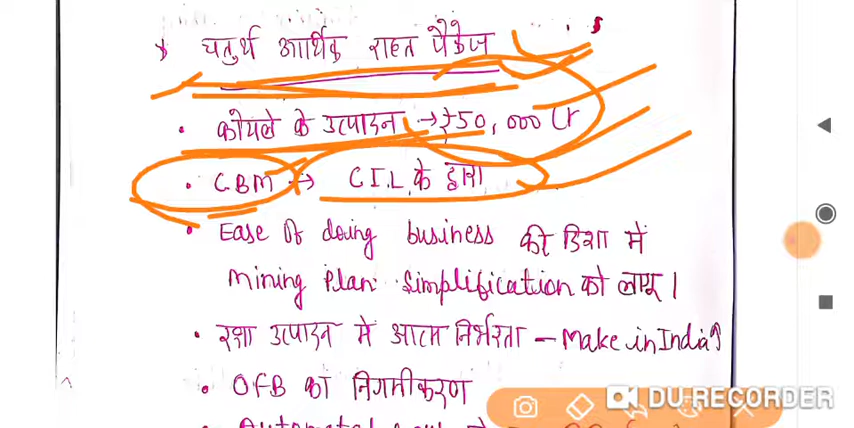 * चतुर्थ आर्थिक राहत पैकेज
• कोयले के उत्पादन → ₹50,000 Cr
• CBM → C.I.L. के द्वारा
• Ease of doing business की दिशा में
mining plan simplification को लागू।
• रक्षा उत्पादन में आत्म निर्भरता – Make in India
• OFB का निगमीकरण
DU RECORDER